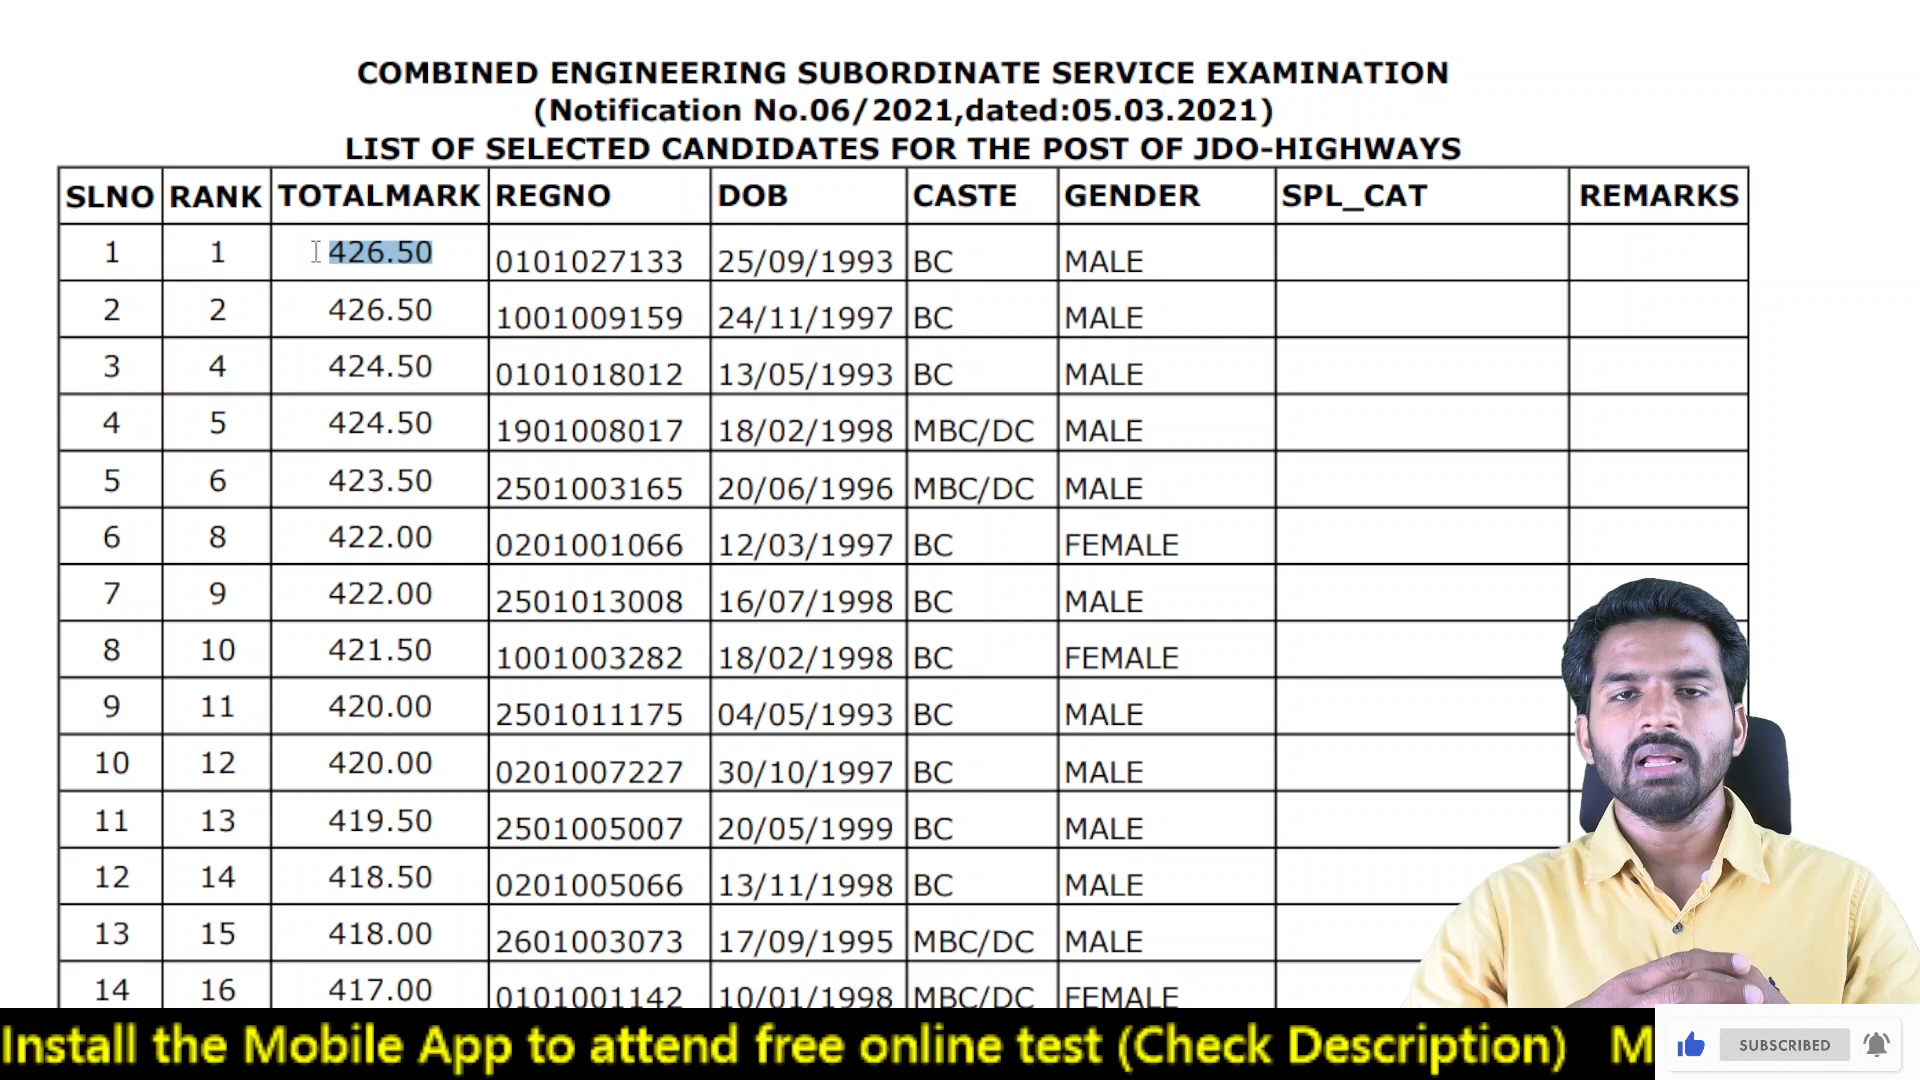 COMBINED ENGINEERING SUBORDINATE SERVICE EXAMINATION
(Notification No.06/2021,dated:05.03.2021)
LIST OF SELECTED CANDIDATES FOR THE POST OF JDO-HIGHWAYS
SLNO RANK TOTALMARK REGNO DOB CASTE GENDER SPL_CAT REMARKS
1 1 426.50 0101027133 25/09/1993 BC MALE
2 2 426.50 1001009159 24/11/1997 BC MALE
3 4 424.50 0101018012 13/05/1993 BC MALE
4 5 424.50 1901008017 18/02/1998 MBC/DC MALE
5 6 423.50 2501003165 20/06/1996 MBC/DC MALE
6 8 422.00 0201001066 12/03/1997 BC FEMALE
7 9 422.00 2501013008 16/07/1998 BC MALE
8 10 421.50 1001003282 18/02/1998 BC FEMALE
9 11 420.00 2501011175 04/05/1993 BC MALE
10 12 420.00 0201007227 30/10/1997 BC MALE
11 13 419.50 2501005007 20/05/1999 BC MALE
12 14 418.50 0201005066 13/11/1998 BC MALE
13 15 418.00 2601003073 17/09/1995 MBC/DC MALE
14 16 417.00 0101001142 10/01/1998 MBC/DC FEMALE
Install the Mobile App to attend free online test (Check Description) M
SUBSCRIBED